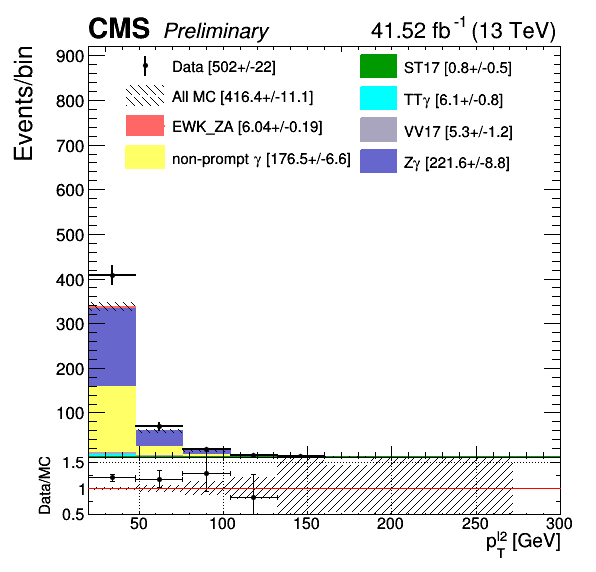 CMS Preliminary 41.52 fb⁻¹ (13 TeV)
Events/bin
900
800
700
600
500
400
300
200
100
Data [502+/-22]
All MC [416.4+/-11.1]
EWK_ZA [6.04+/-0.19]
non-prompt γ [176.5+/-6.6]
ST17 [0.8+/-0.5]
TTγ [6.1+/-0.8]
VV17 [5.3+/-1.2]
Zγ [221.6+/-8.8]
Data/MC
1.5
1
0.5
50 100 150 200 250 300
p_T^l2 [GeV]